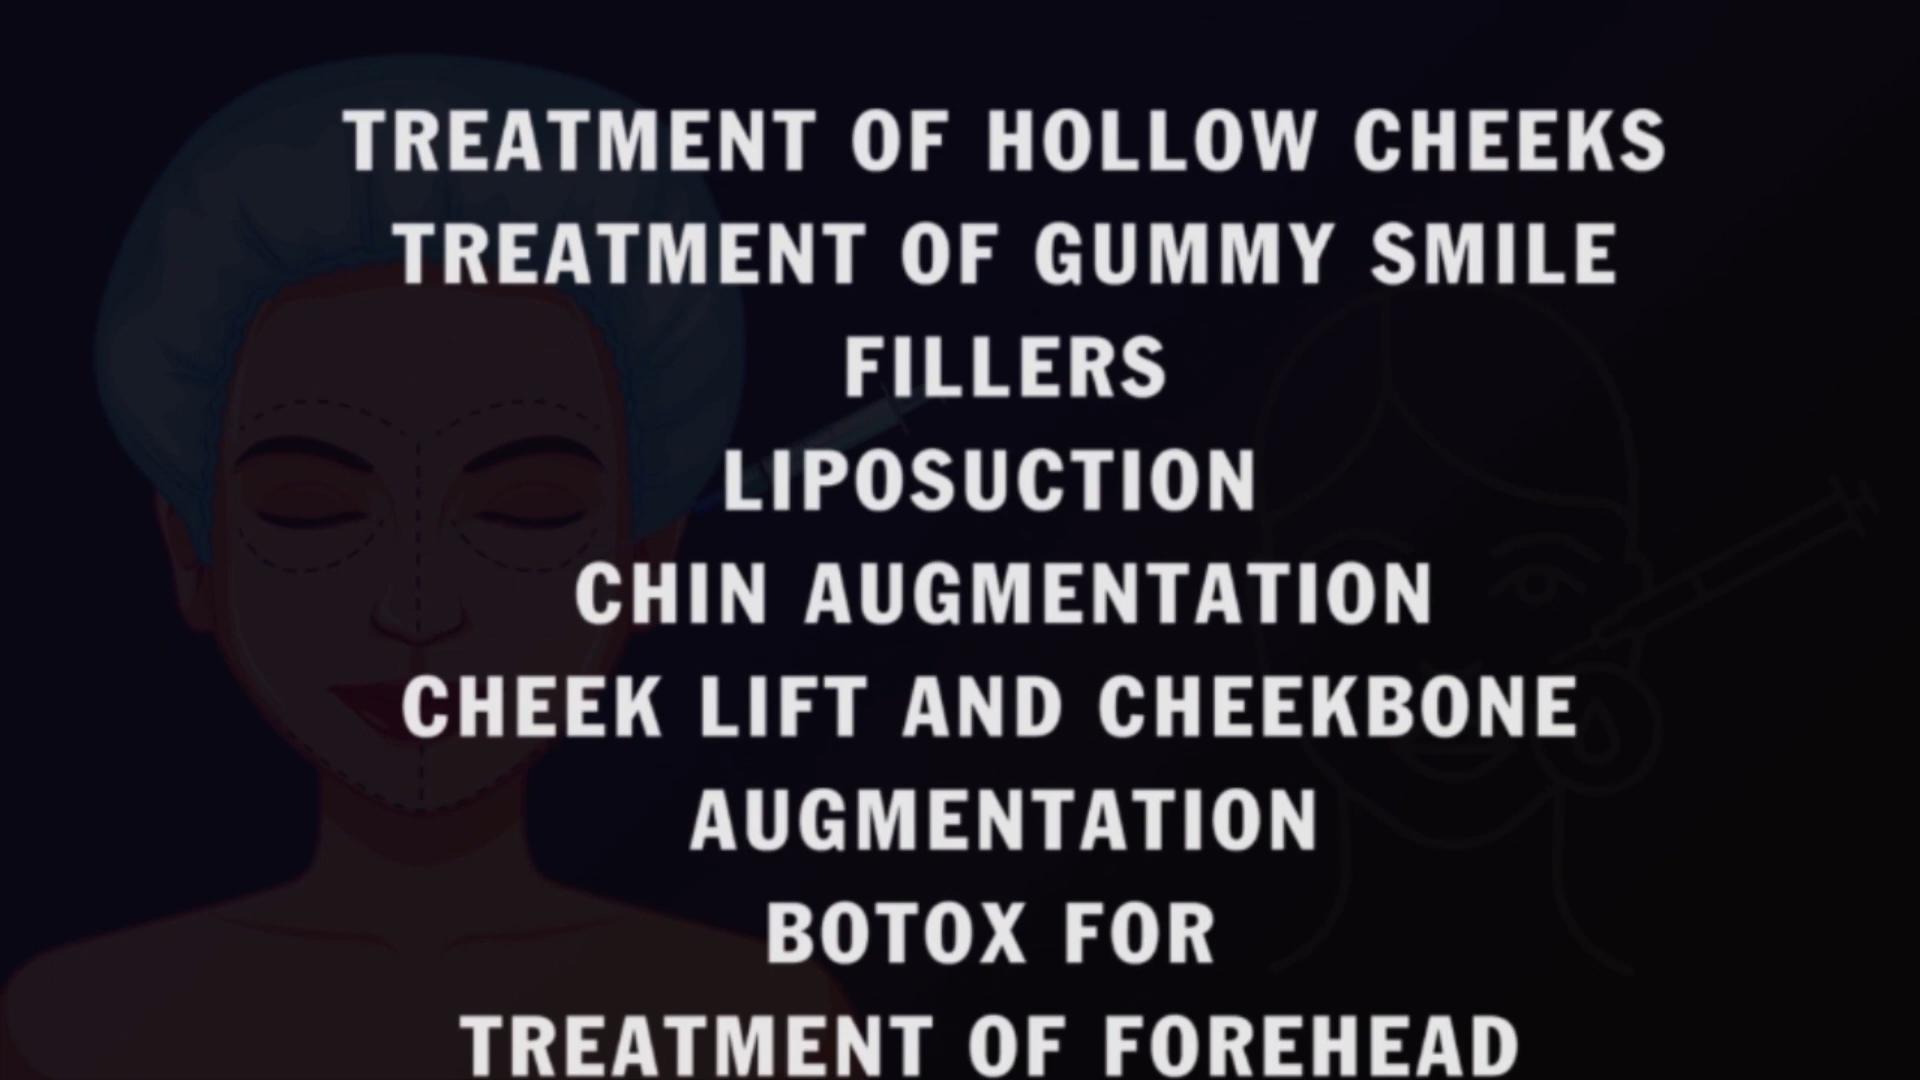 TREATMENT OF HOLLOW CHEEKS
TREATMENT OF GUMMY SMILE
FILLERS
LIPOSUCTION
CHIN AUGMENTATION
CHEEK LIFT AND CHEEKBONE
AUGMENTATION
BOTOX FOR
TREATMENT OF FOREHEAD